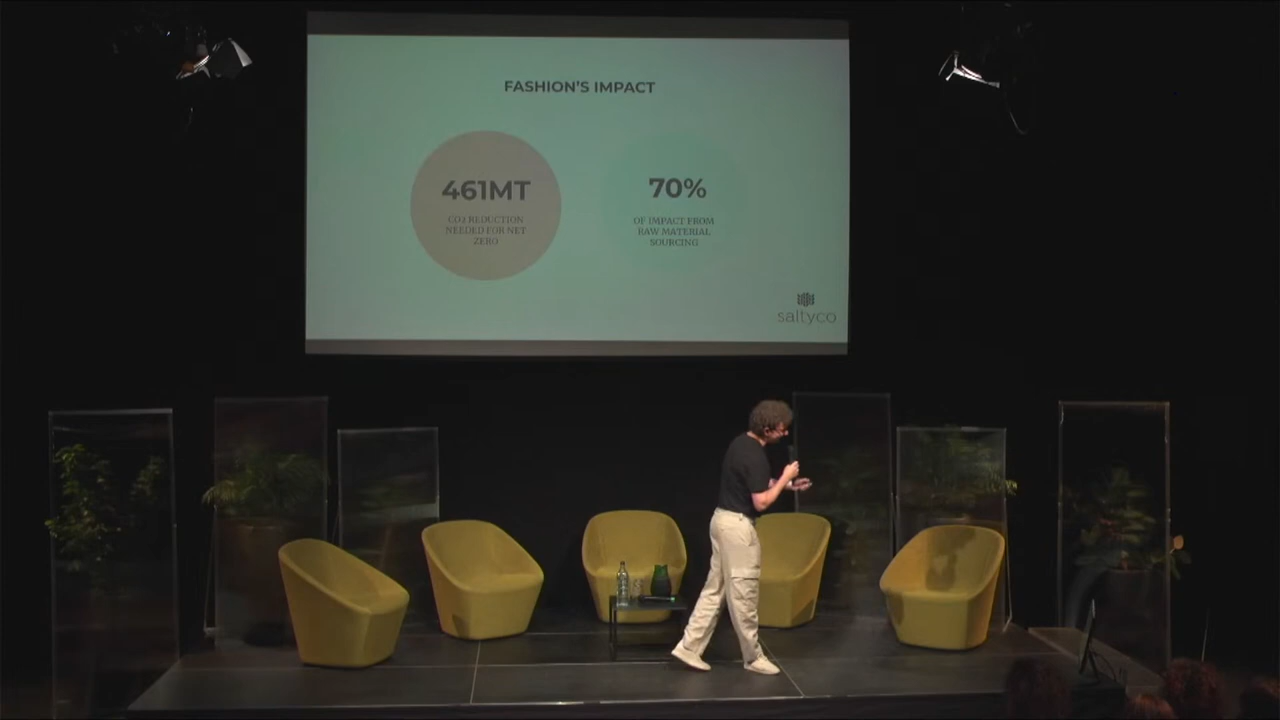 FASHION'S IMPACT
461MT
CO2 REDUCTION
NEEDED FOR NET
ZERO
70%
OF IMPACT FROM
RAW MATERIAL
SOURCING
saltyco